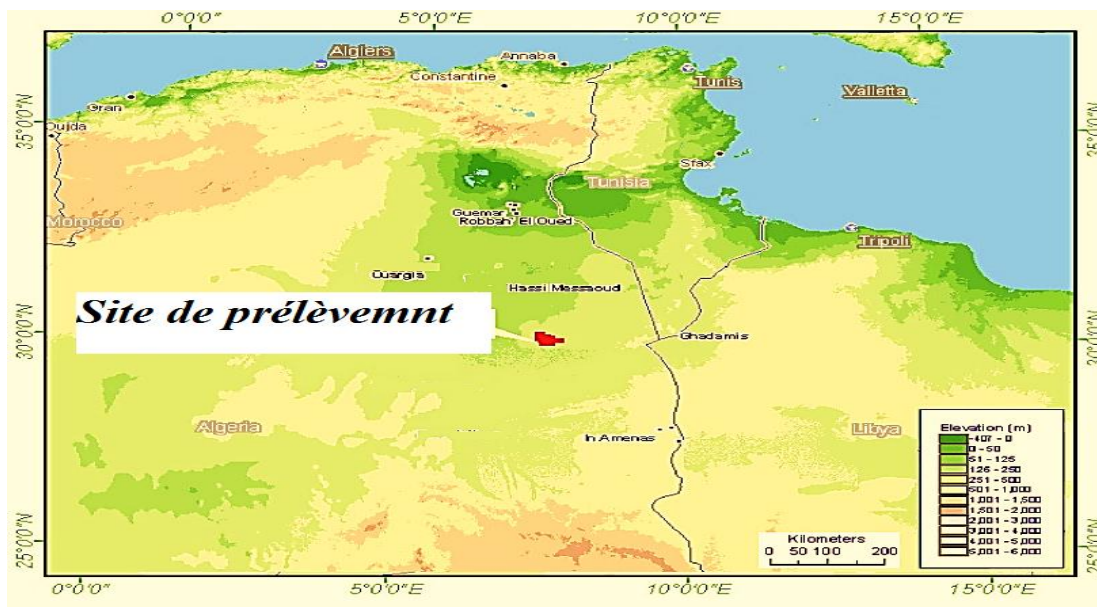 0°0'0"	5°0'0"E	10°0'0"E	15°0'0"E
Algiers
Annaba
Constantine
Tunis
Valletta
Oran
35°0'0"N
25°0'0"N
Oujda
Sfax
Tunisia
Morocco
Guemar
Robbah El Oued
Tripoli
Ouargla
Hassi Messaoud
Site de prélèvemnt
30°0'0"N
Ghadamis
20°0'0"N
Algeria
In Amenas
Libya
Elevation (m)
-407 - 0
0 - 50
51 - 125
126 - 250
251 - 500
501 - 1,000
1,001 - 1,500
1,501 - 2,000
2,001 - 3,000
3,001 - 4,000
4,001 - 5,000
5,001 - 6,000
Kilometers
0 50 100 200
25°0'0"N
15°0'0"N
0°0'0"	5°0'0"E	10°0'0"E	15°0'0"E